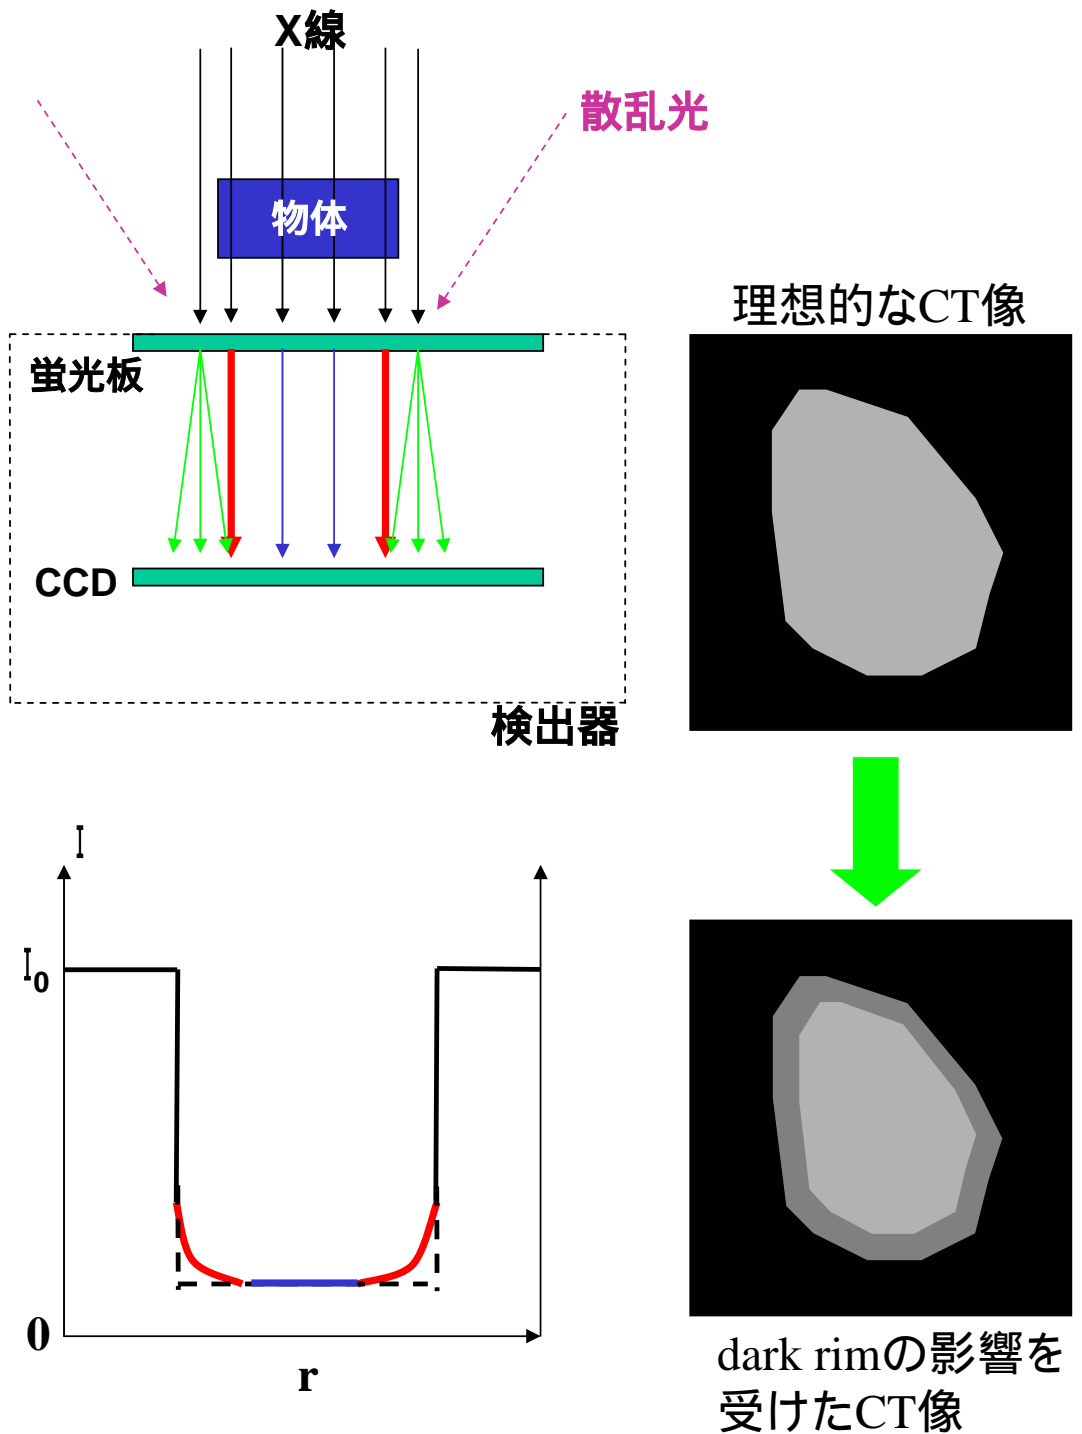 X線
散乱光
物体
蛍光板
CCD
検出器
理想的なCT像
I
I₀
0
r
dark rimの影響を
受けたCT像